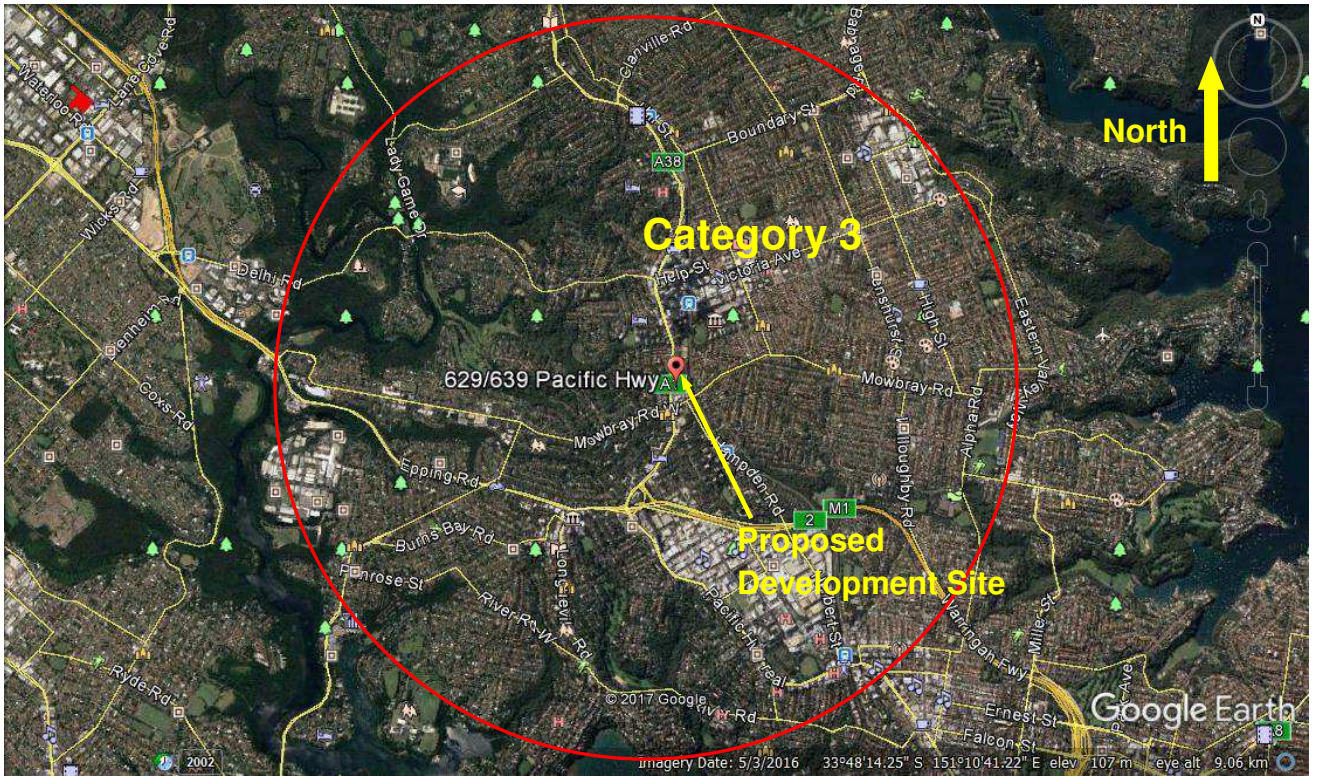 N
North
Lane Cove Rd
Waterloo Rd
Clanville Rd
Babbage Rd
Boundary St
A38
Lady Game Dr
Wicks Rd
Category 3
Delhi Rd
Help St
Victoria Ave
Penshurst St
High St
Eastern Valley Way
629/639 Pacific Hwy
A1
Mowbray Rd
Coxs Rd
Mowbray Rd W
Alpha Rd
Willoughby Rd
Epping Rd
2
M1
Burns Bay Rd
Proposed
Development Site
Penrose St
River Rd W
Pacific Hwy
Miller St
Warringah Fwy
Ryde Rd
© 2017 Google
River Rd
Ernest St
Falcon St
Google Earth
8
2002
Imagery Date: 5/3/2016 33°48'14.25" S 151°10'41.22" E elev 107 m eye alt 9.06 km